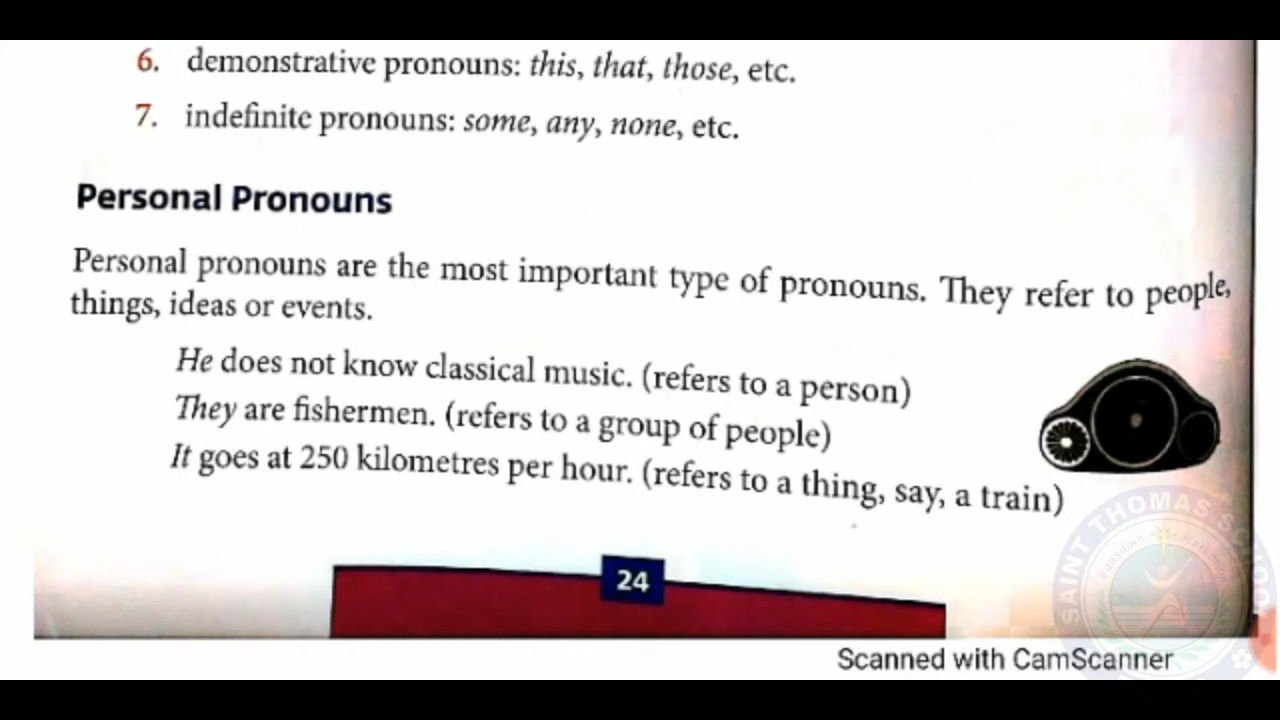 6. demonstrative pronouns: this, that, those, etc.
7. indefinite pronouns: some, any, none, etc.
Personal Pronouns
Personal pronouns are the most important type of pronouns. They refer to people,
things, ideas or events.
He does not know classical music. (refers to a person)
They are fishermen. (refers to a group of people)
It goes at 250 kilometres per hour. (refers to a thing, say, a train)
24
SAINT THOMAS SCHOOL
Scanned with CamScanner